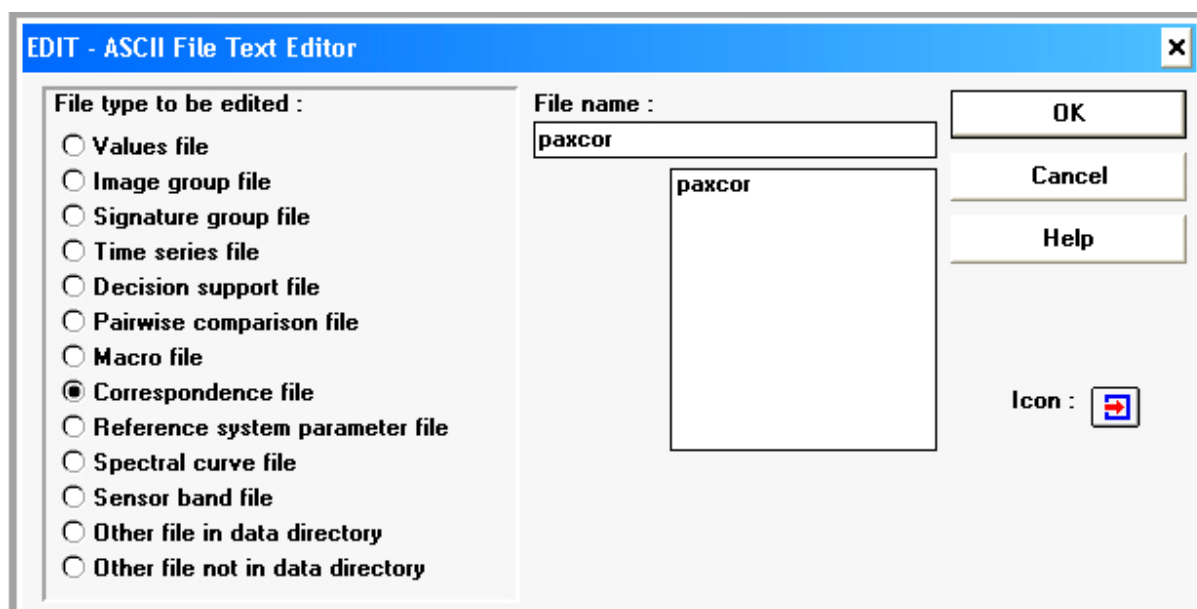 EDIT - ASCII File Text Editor
File type to be edited :
Values file
Image group file
Signature group file
Time series file
Decision support file
Pairwise comparison file
Macro file
Correspondence file
Reference system parameter file
Spectral curve file
Sensor band file
Other file in data directory
Other file not in data directory
File name :
paxcor
paxcor
OK
Cancel
Help
Icon :